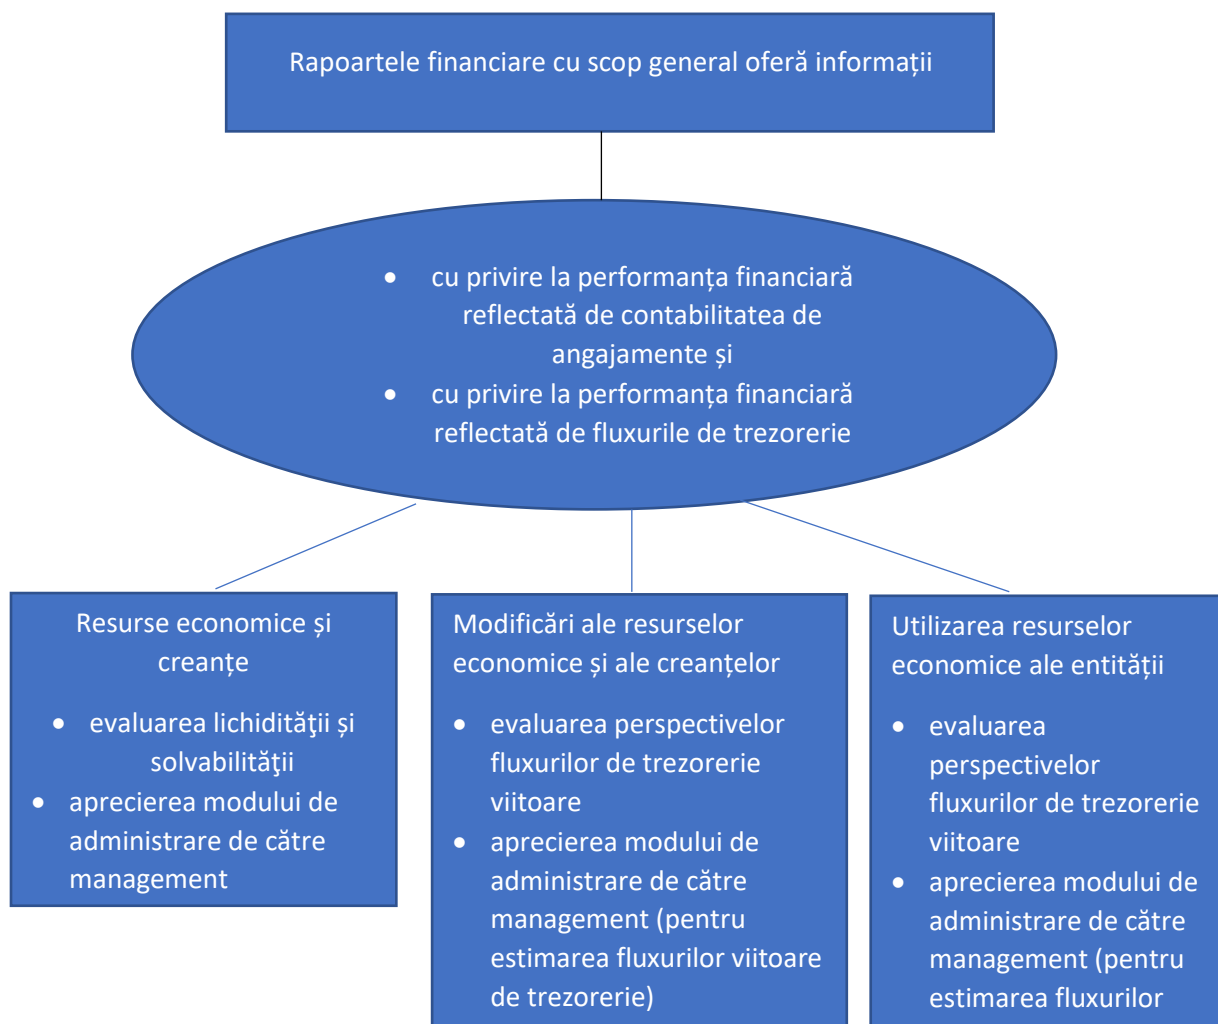 Rapoartele financiare cu scop general oferă informații
• cu privire la performanța financiară
reflectată de contabilitatea de
angajamente și
• cu privire la performanța financiară
reflectată de fluxurile de trezorerie
Resurse economice și
creanțe
• evaluarea lichidităţii și
solvabilităţii
• aprecierea modului de
administrare de către
management
Modificări ale resurselor
economice și ale creanțelor
• evaluarea perspectivelor
fluxurilor de trezorerie
viitoare
• aprecierea modului de
administrare de către
management (pentru
estimarea fluxurilor viitoare
de trezorerie)
Utilizarea resurselor
economice ale entității
• evaluarea
perspectivelor
fluxurilor de trezorerie
viitoare
• aprecierea modului de
administrare de către
management (pentru
estimarea fluxurilor